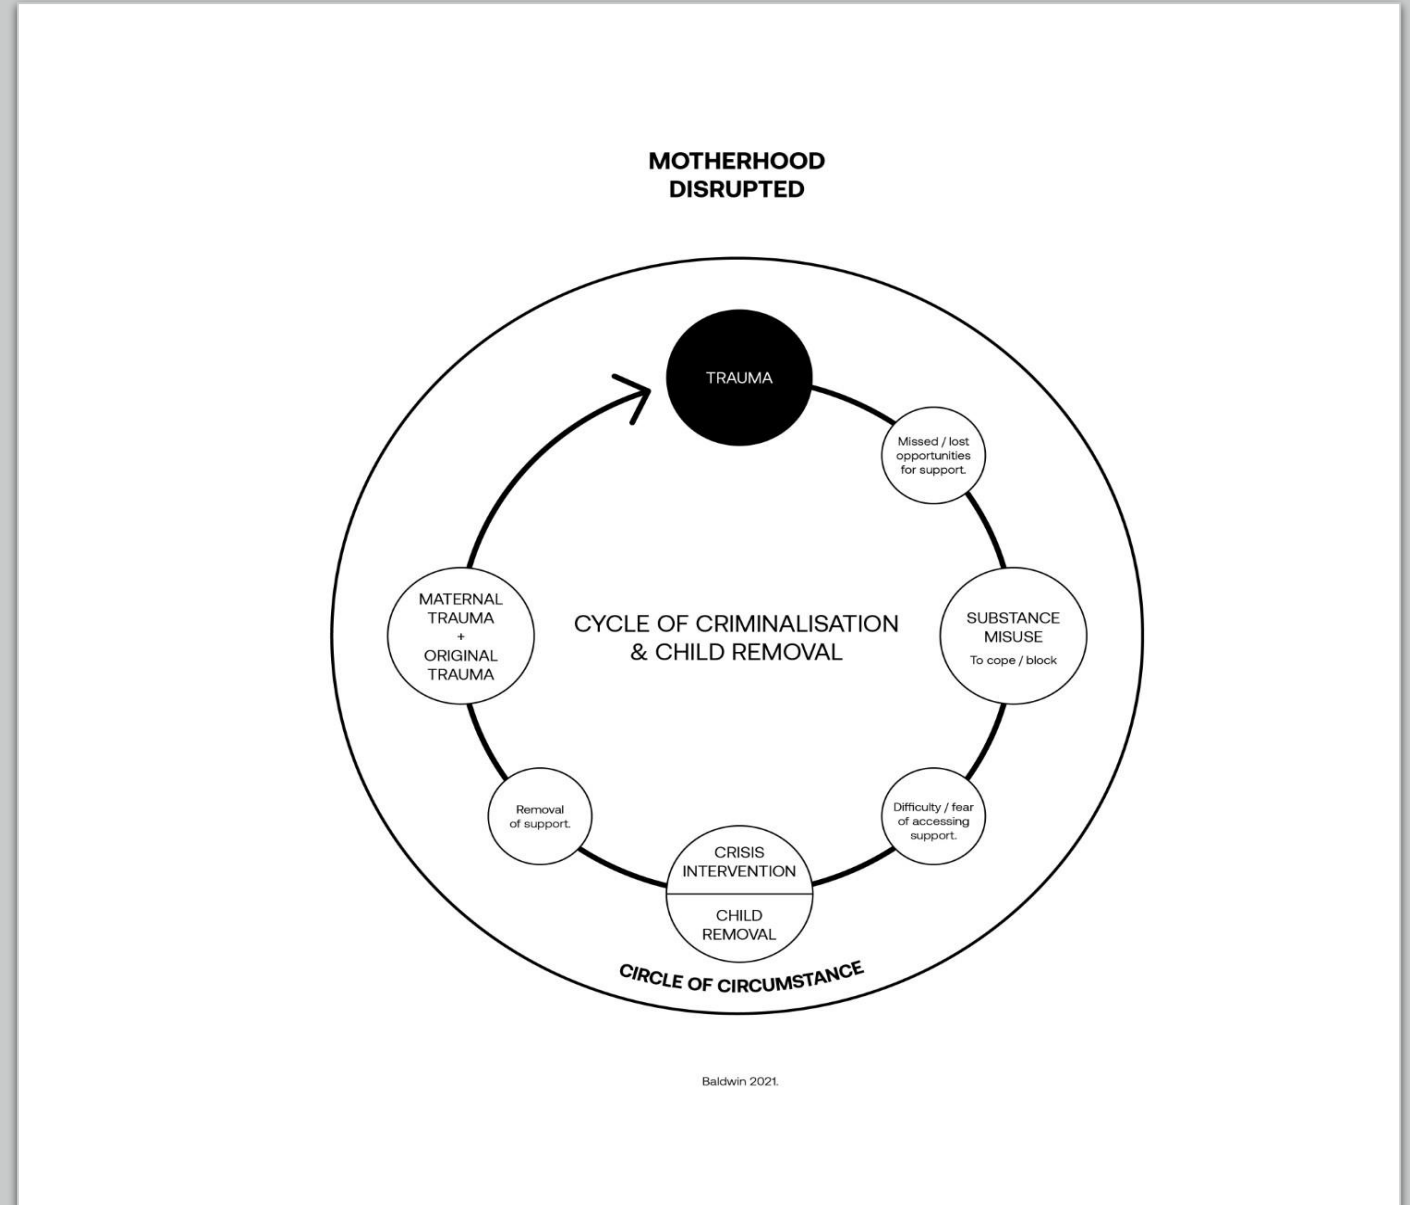 MOTHERHOOD
DISRUPTED
TRAUMA
Missed / lost
opportunities
for support.
SUBSTANCE
MISUSE
To cope / block
Difficulty / fear
of accessing
support.
CRISIS
INTERVENTION
CHILD
REMOVAL
Removal
of support.
MATERNAL
TRAUMA
+
ORIGINAL
TRAUMA
CYCLE OF CRIMINALISATION
& CHILD REMOVAL
CIRCLE OF CIRCUMSTANCE
Baldwin 2021.